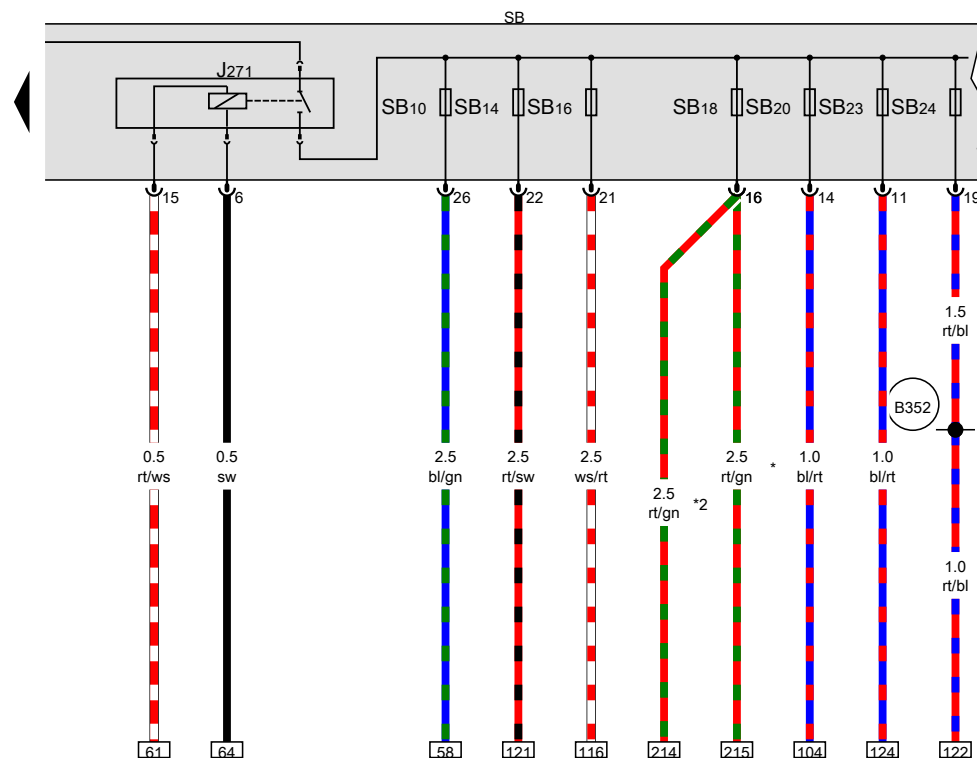 SB
J271
SB10
SB14
SB16
SB18
SB20
SB23
SB24
15
6
26
22
21
16
14
11
19
1.5
rt/bl
B352
0.5
rt/ws
0.5
sw
2.5
bl/gn
2.5
rt/sw
2.5
ws/rt
2.5
rt/gn
*2
2.5
rt/gn
*
1.0
bl/rt
1.0
bl/rt
1.0
rt/bl
61
64
58
121
116
214
215
104
124
122